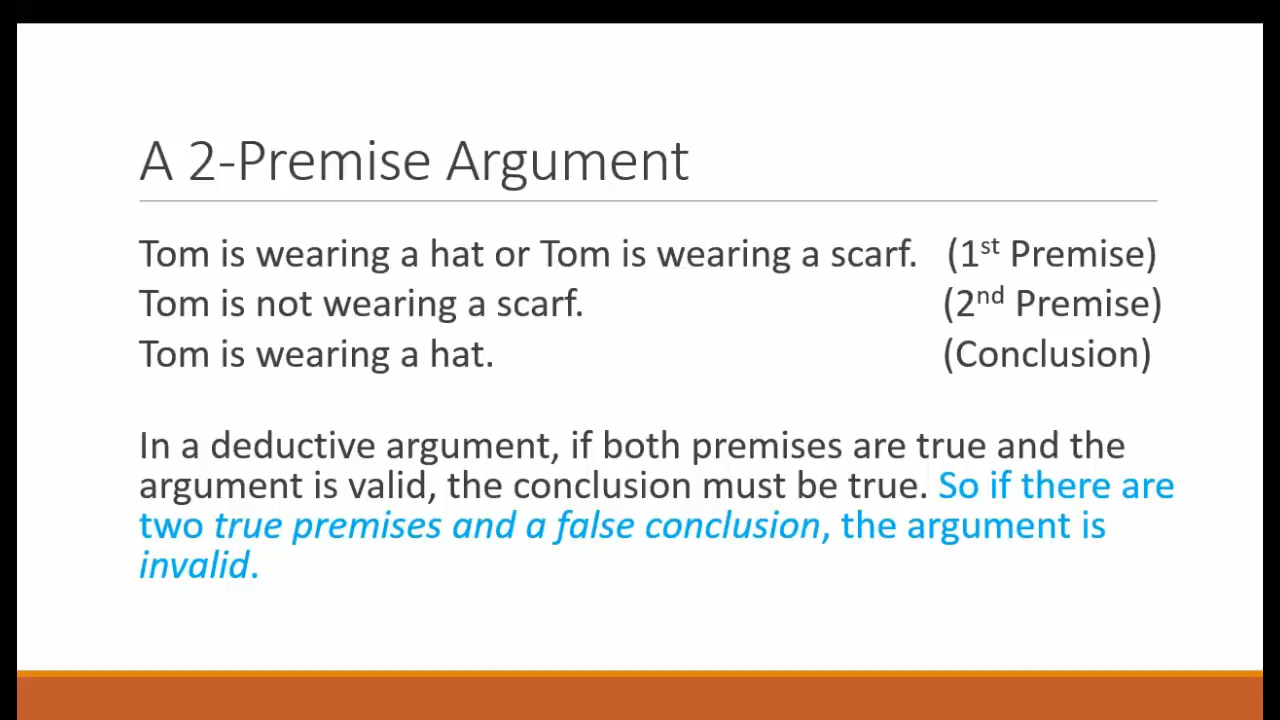 A 2-Premise Argument
Tom is wearing a hat or Tom is wearing a scarf. (1st Premise)
Tom is not wearing a scarf. (2nd Premise)
Tom is wearing a hat. (Conclusion)
In a deductive argument, if both premises are true and the
argument is valid, the conclusion must be true. So if there are
two true premises and a false conclusion, the argument is
invalid.